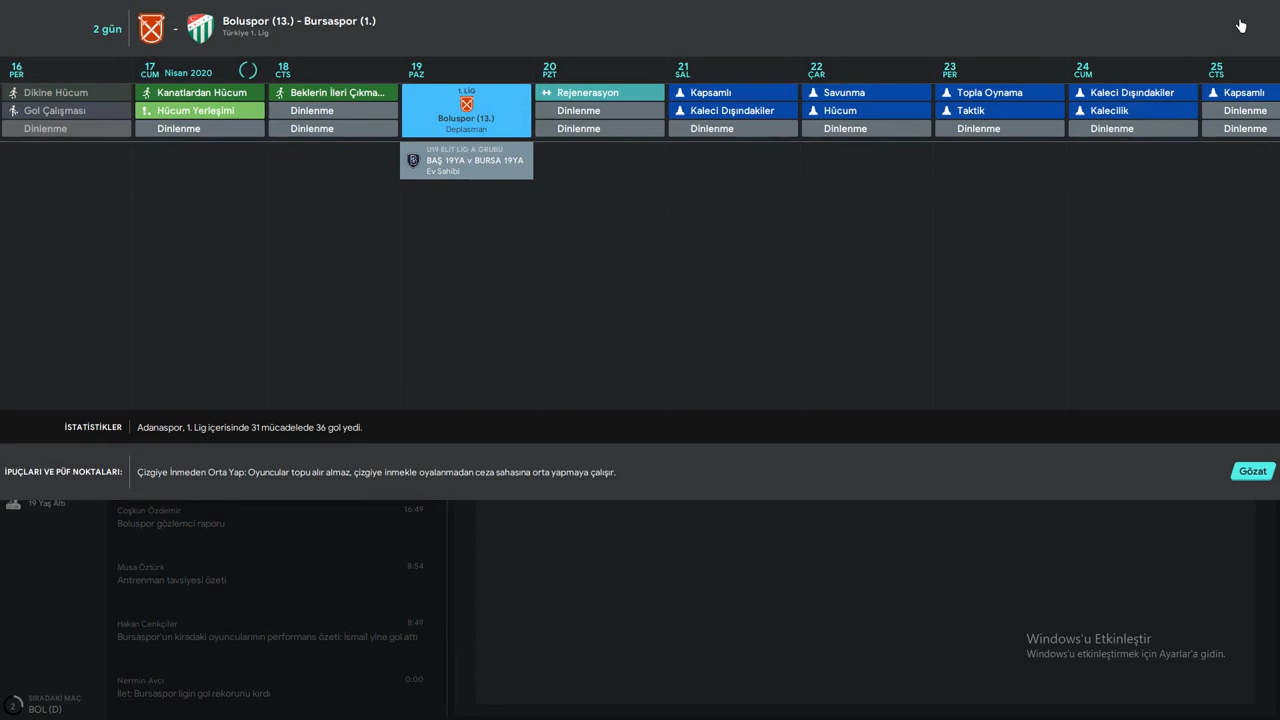 2 gün
Boluspor (13.) - Bursaspor (1.)
Türkiye 1. Lig
16
PER
17
CUM Nisan 2020
18
CTS
19
PAZ
20
PZT
21
SAL
22
ÇAR
23
PER
24
CUM
25
CTS
Dikine Hücum
Gol Çalışması
Dinlenme
Kanatlardan Hücum
Hücum Yerleşimi
Dinlenme
Beklerin İleri Çıkma...
Dinlenme
Dinlenme
1. LİG
Boluspor (13.)
Deplasman
U19 ELİT LİG A GRUBU
BAŞ 19YA v BURSA 19YA
Ev Sahibi
Rejenerasyon
Dinlenme
Dinlenme
Kapsamlı
Kaleci Dışındakiler
Dinlenme
Savunma
Hücum
Dinlenme
Topla Oynama
Taktik
Dinlenme
Kaleci Dışındakiler
Kalecilik
Dinlenme
Kapsamlı
Dinlenme
Dinlenme
İSTATİSTİKLER
Adanaspor, 1. Lig içerisinde 31 mücadelede 36 gol yedi.
İPUÇLARI VE PÜF NOKTALARI:
Çizgiye İnmeden Orta Yap: Oyuncular topu alır almaz, çizgiye inmekle oyalanmadan ceza sahasına orta yapmaya çalışır.
Gözat
19 Yaş Altı
Coşkun Özdemir 16:49
Boluspor gözlemci raporu
Musa Öztürk 8:54
Antrenman tavsiyesi özeti
Hakan Cenkçiler 8:49
Bursaspor'un kiradaki oyuncularının performans özeti: İsmail yine gol attı
Nermin Avcı 0:00
İlet: Bursaspor ligin gol rekorunu kırdı
2
SIRADAKİ MAÇ
BOL (D)
Windows'u Etkinleştir
Windows'u etkinleştirmek için Ayarlar'a gidin.